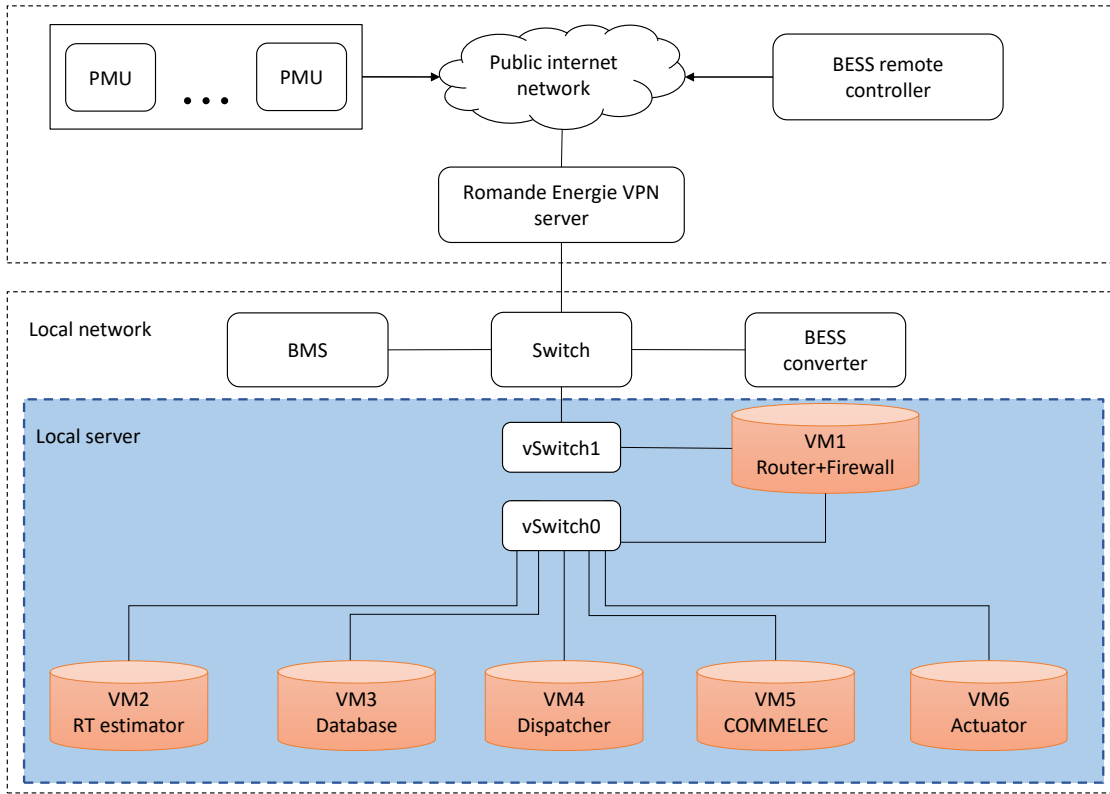 PMU
• • •
PMU
Public internet
network
BESS remote
controller
Romande Energie VPN
server
Local network
BMS
Switch
BESS
converter
Local server
vSwitch1
VM1
Router+Firewall
vSwitch0
VM2
RT estimator
VM3
Database
VM4
Dispatcher
VM5
COMMELEC
VM6
Actuator